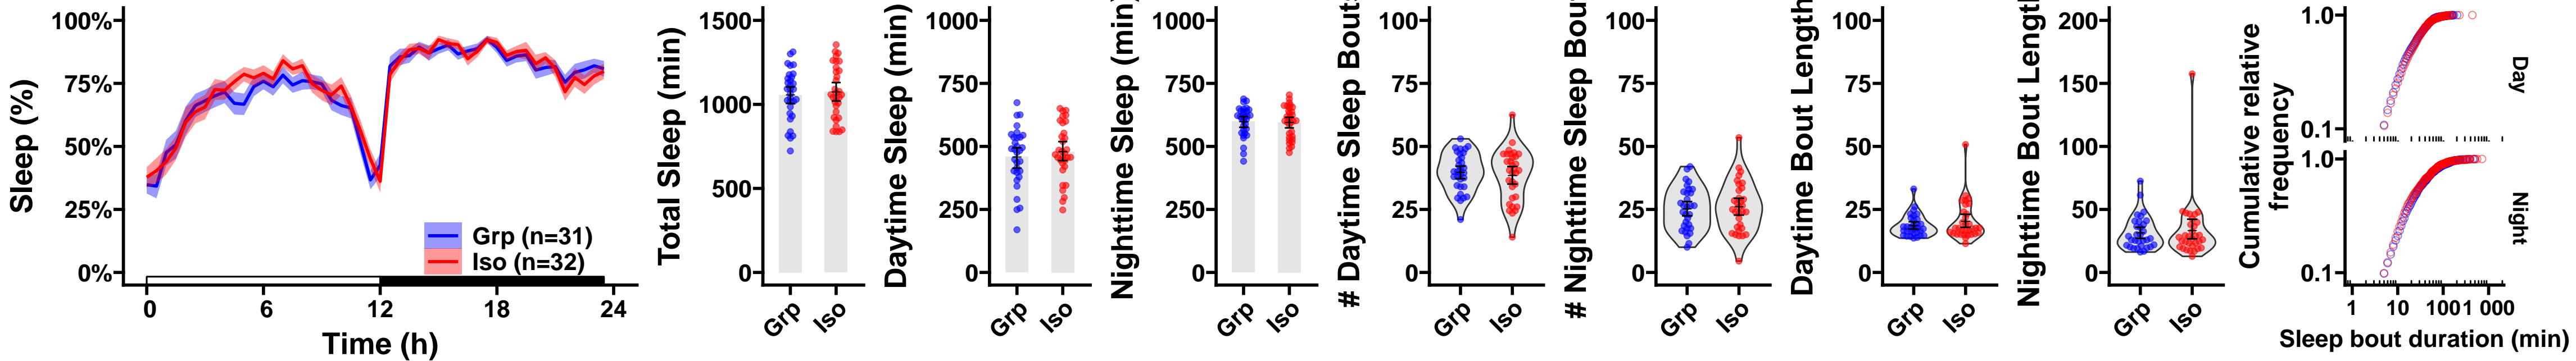 Sleep (%)
100%
75%
50%
25%
0%
Grp (n=31)
Iso (n=32)
0 6 12 18 24
Time (h)
Total Sleep (min)
1500
1000
500
0
Grp Iso
Daytime Sleep (min)
1000
750
500
250
0
Grp Iso
Nighttime Sleep (min)
1000
750
500
250
0
Grp Iso
# Daytime Sleep Bouts
100
75
50
25
0
Grp Iso
# Nighttime Sleep Bou
100
75
50
25
0
Grp Iso
Daytime Bout Length
100
75
50
25
0
Grp Iso
Nighttime Bout Lengt
200
150
100
50
0
Grp Iso
Cumulative relative
frequency
1.0
0.1
Day
1.0
0.1
Night
1 10 100 1 000
Sleep bout duration (min)